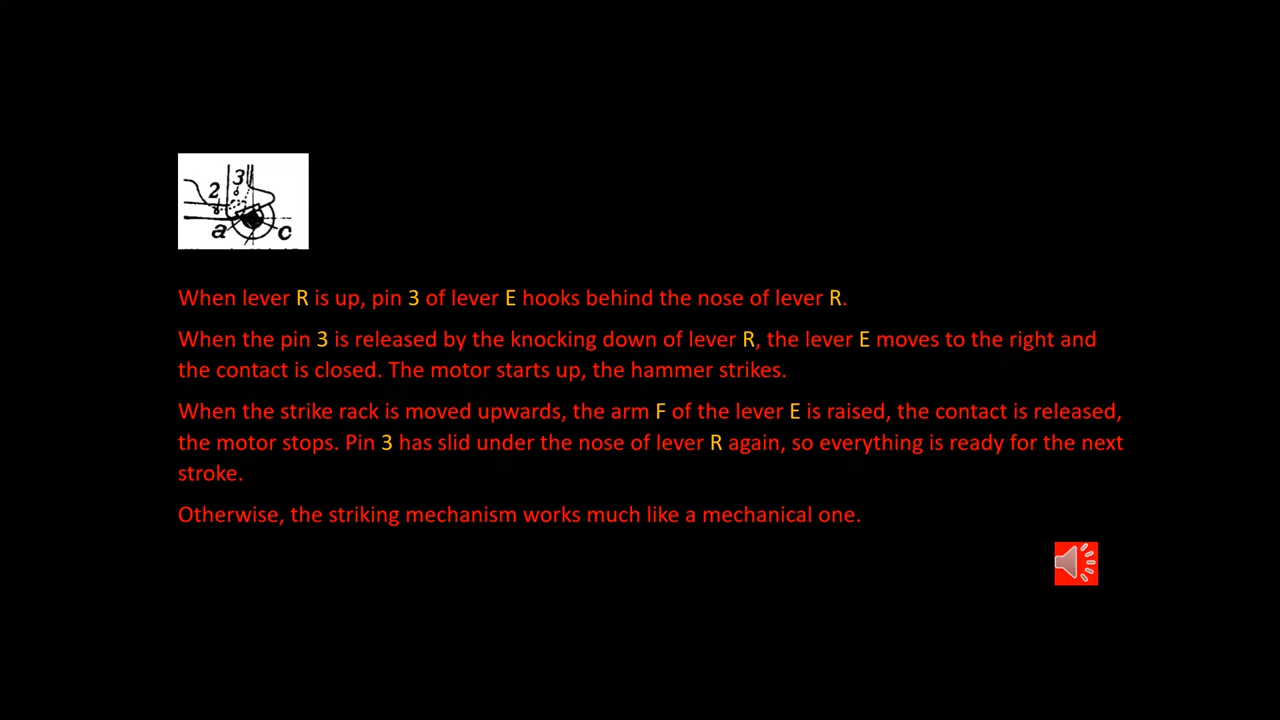 3
2
a c
When lever R is up, pin 3 of lever E hooks behind the nose of lever R.
When the pin 3 is released by the knocking down of lever R, the lever E moves to the right and
the contact is closed. The motor starts up, the hammer strikes.
When the strike rack is moved upwards, the arm F of the lever E is raised, the contact is released,
the motor stops. Pin 3 has slid under the nose of lever R again, so everything is ready for the next
stroke.
Otherwise, the striking mechanism works much like a mechanical one.